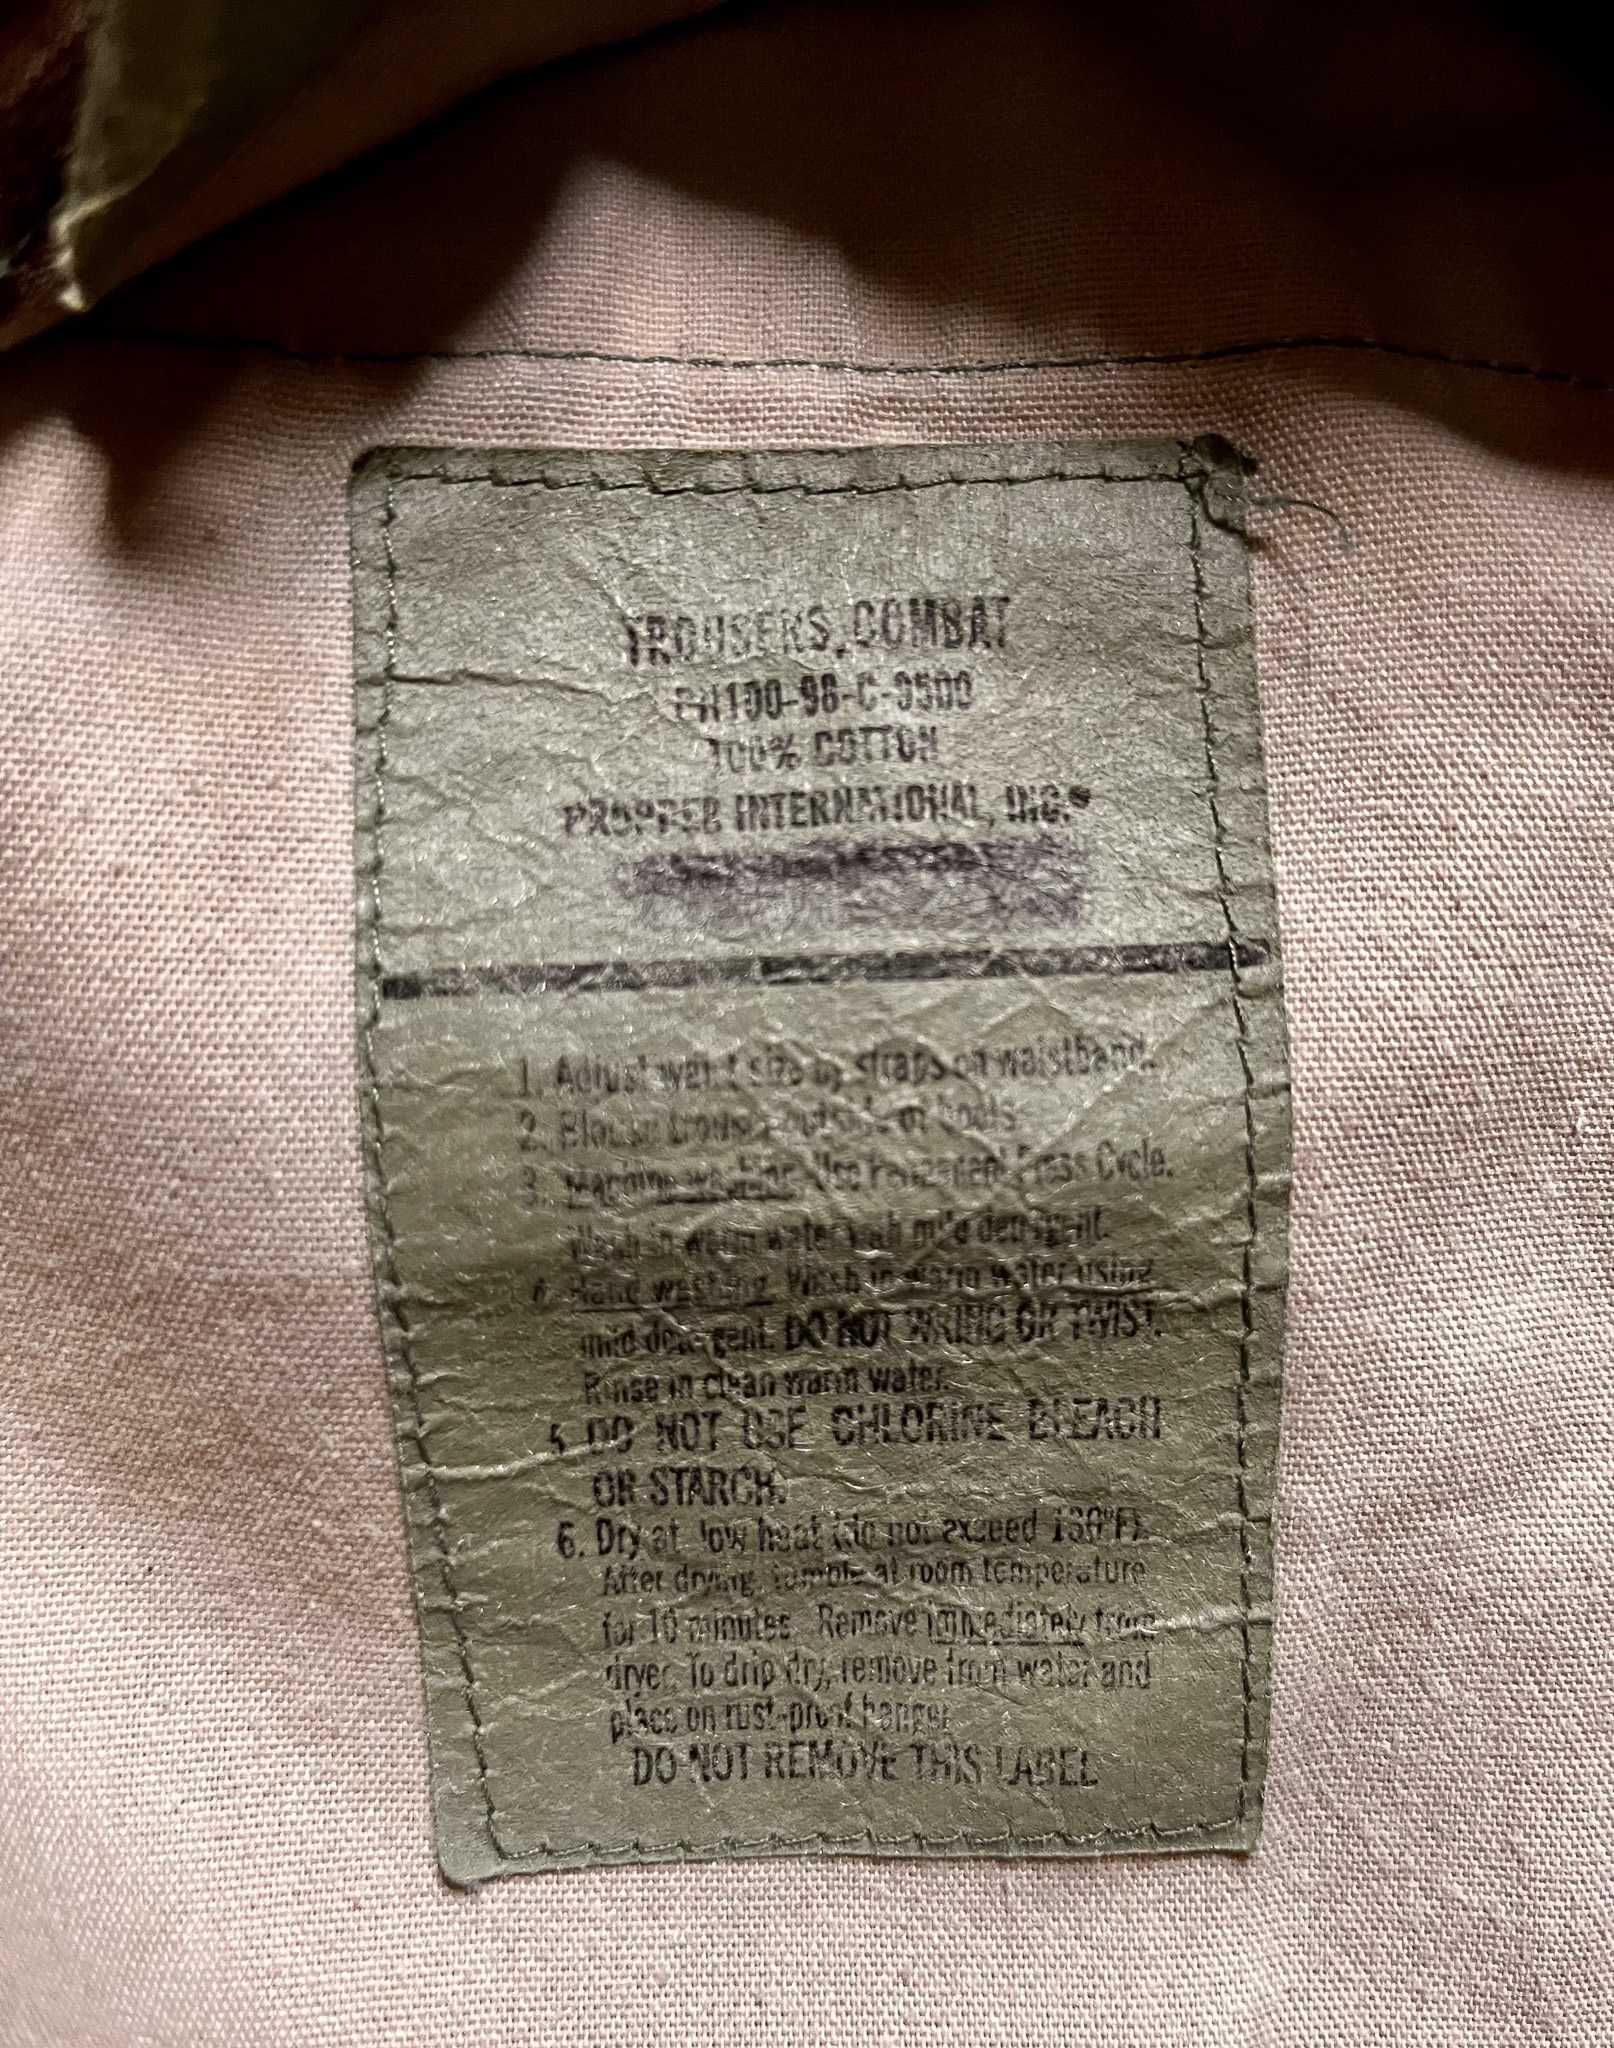 TROUSERS, COMBAT
100-98-C-0500
100% COTTON
PROPPER INTERNATIONAL, INC.®
1. Adjust waist size by straps on waistband.
2. Blouse trousers outside of boots
3. Machine washing. Use Permanent Press Cycle.
Wash in warm water with mild detergent.
4. Hand washing. Wash in warm water using
mild detergent. DO NOT WRING OR TWIST.
Rinse in clean warm water.
5. DO NOT USE CHLORINE BLEACH
OR STARCH.
6. Dry at low heat (do not exceed 130°F).
After drying, tumble at room temperature
for 10 minutes. Remove immediately from
dryer. To drip dry, remove from water and
place on rust-proof hanger.
DO NOT REMOVE THIS LABEL